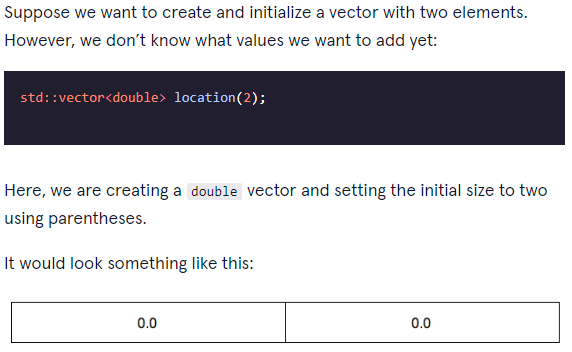 Suppose we want to create and initialize a vector with two elements.
However, we don’t know what values we want to add yet:
std::vector<double> location(2);
Here, we are creating a double vector and setting the initial size to two
using parentheses.
It would look something like this:
0.0 0.0